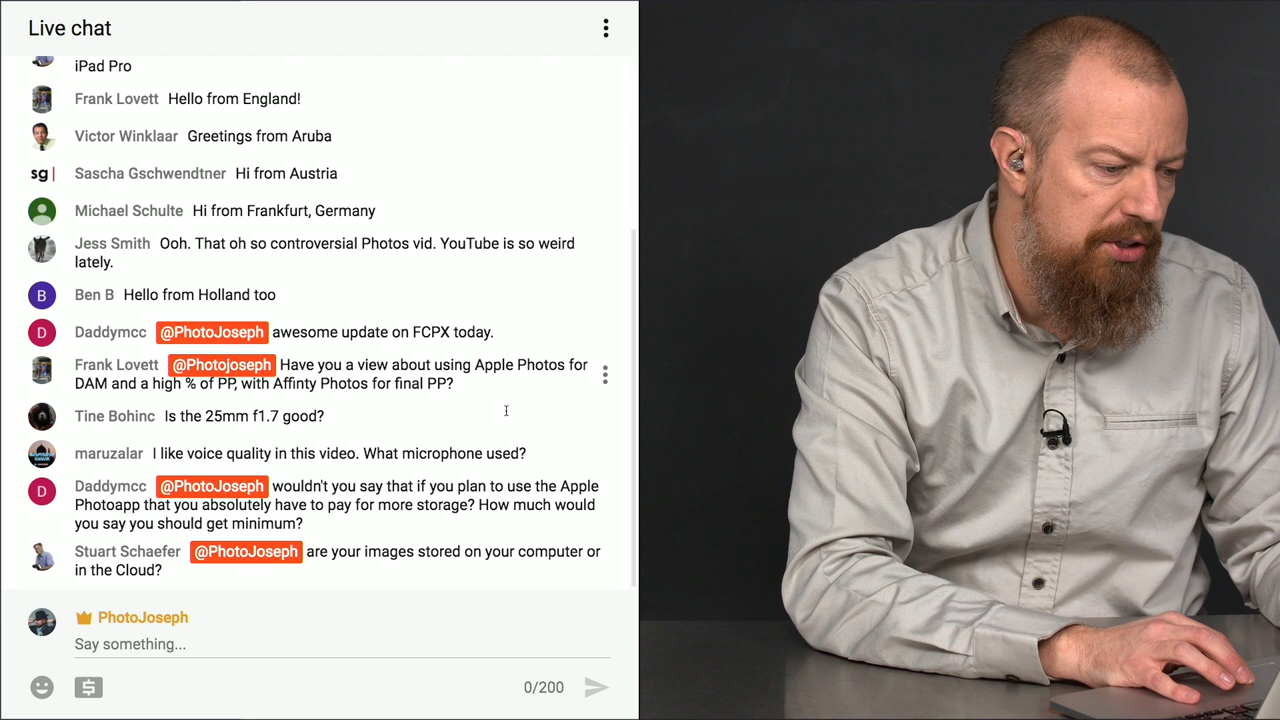 Live chat
iPad Pro
Frank Lovett Hello from England!
Victor Winklaar Greetings from Aruba
sg| Sascha Gschwendtner Hi from Austria
Michael Schulte Hi from Frankfurt, Germany
Jess Smith Ooh. That oh so controversial Photos vid. YouTube is so weird
lately.
B Ben B Hello from Holland too
D Daddymcc @PhotoJoseph awesome update on FCPX today.
Frank Lovett @Photojoseph Have you a view about using Apple Photos for
DAM and a high % of PP, with Affinty Photos for final PP?
Tine Bohinc Is the 25mm f1.7 good?
maruzalar I like voice quality in this video. What microphone used?
D Daddymcc @PhotoJoseph wouldn't you say that if you plan to use the Apple
Photoapp that you absolutely have to pay for more storage? How much would
you say you should get minimum?
Stuart Schaefer @PhotoJoseph are your images stored on your computer or
in the Cloud?
PhotoJoseph
Say something...
$ 0/200